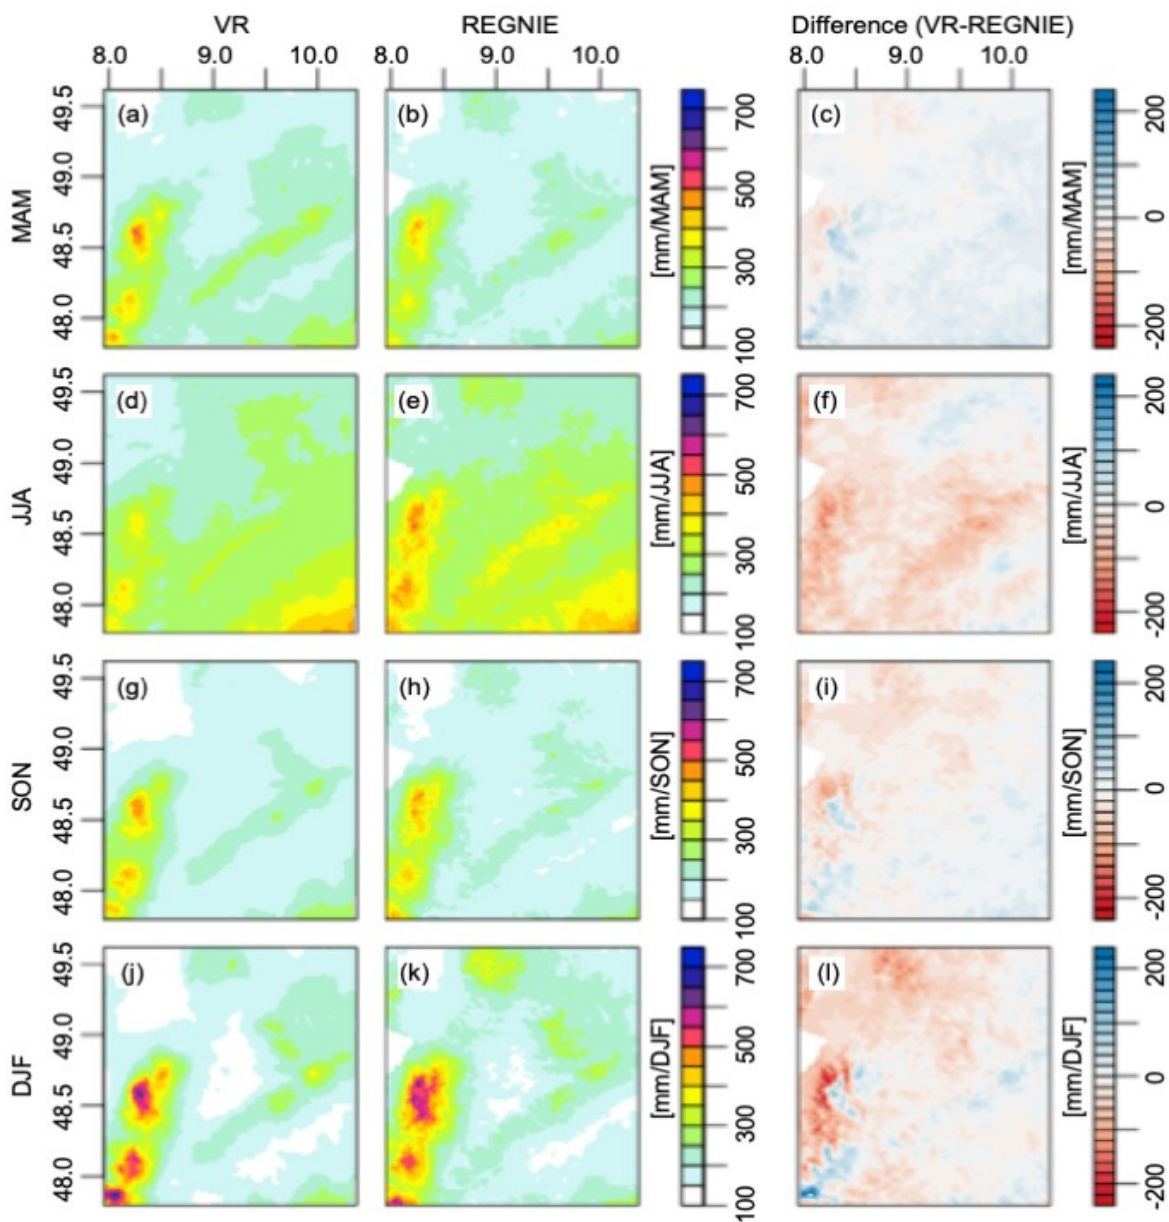 VR REGNIE Difference (VR-REGNIE)
8.0 9.0 10.0 8.0 9.0 10.0 8.0 9.0 10.0
MAM 49.5 49.0 48.5 48.0 (a) (b) 700 500 300 100 [mm/MAM] (c) 200 0 -200 [mm/MAM]
JJA 49.5 49.0 48.5 48.0 (d) (e) 700 500 300 100 [mm/JJA] (f) 200 0 -200 [mm/JJA]
SON 49.5 49.0 48.5 48.0 (g) (h) 700 500 300 100 [mm/SON] (i) 200 0 -200 [mm/SON]
DJF 49.5 49.0 48.5 48.0 (j) (k) 700 500 300 100 [mm/DJF] (l) 200 0 -200 [mm/DJF]